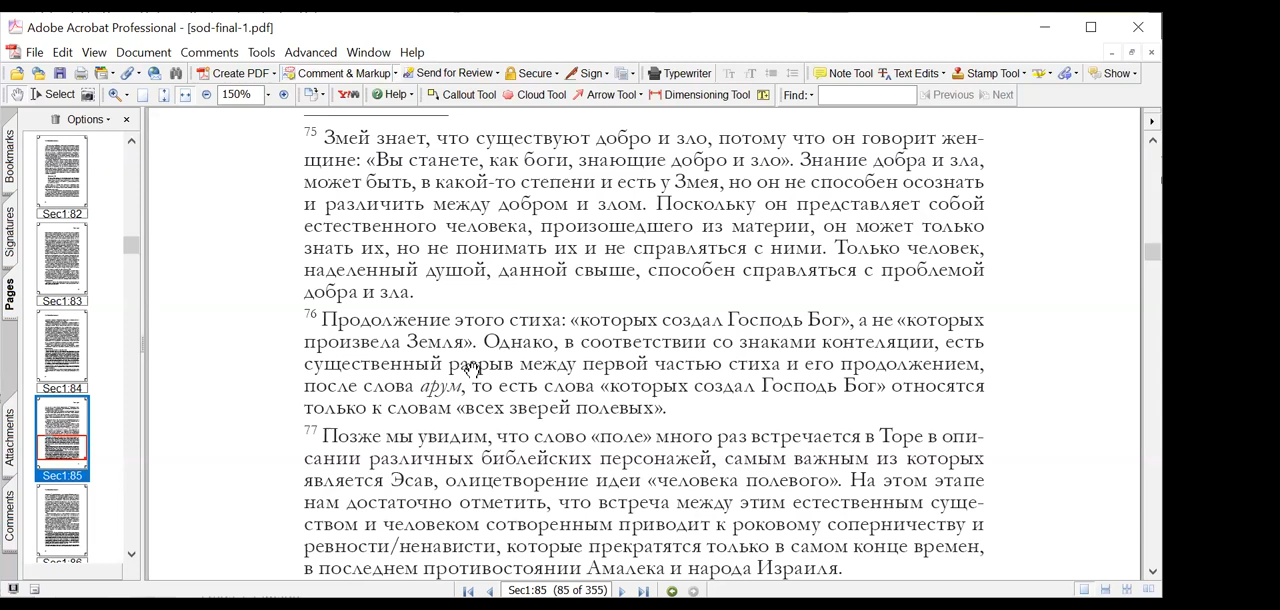 Adobe Acrobat Professional - [sod-final-1.pdf]
File Edit View Document Comments Tools Advanced Window Help
Create PDF Comment & Markup Send for Review Secure Sign Typewriter Note Tool Text Edits Stamp Tool Show
Select 150% Help Callout Tool Cloud Tool Arrow Tool Dimensioning Tool Find: Previous Next
Options
Bookmarks
Signatures
Pages
Attachments
Comments
Sec1:82
Sec1:83
Sec1:84
Sec1:85
Sec1:86
75 Змей знает, что существуют добро и зло, потому что он говорит жен-
щине: «Вы станете, как боги, знающие добро и зло». Знание добра и зла,
может быть, в какой-то степени и есть у Змея, но он не способен осознать
и различить между добром и злом. Поскольку он представляет собой
естественного человека, произошедшего из материи, он может только
знать их, но не понимать их и не справляться с ними. Только человек,
наделенный душой, данной свыше, способен справляться с проблемой
добра и зла.
76 Продолжение этого стиха: «которых создал Господь Бог», а не «которых
произвела Земля». Однако, в соответствии со знаками контеляции, есть
существенный разрыв между первой частью стиха и его продолжением,
после слова арум, то есть слова «которых создал Господь Бог» относятся
только к словам «всех зверей полевых».
77 Позже мы увидим, что слово «поле» много раз встречается в Торе в опи-
сании различных библейских персонажей, самым важным из которых
является Эсав, олицетворение идеи «человека полевого». На этом этапе
нам достаточно отметить, что встреча между этим естественным суще-
ством и человеком сотворенным приводит к роковому соперничеству и
ревности/ненависти, которые прекратятся только в самом конце времен,
в последнем противостоянии Амалека и народа Израиля.
Sec1:85 (85 of 355)